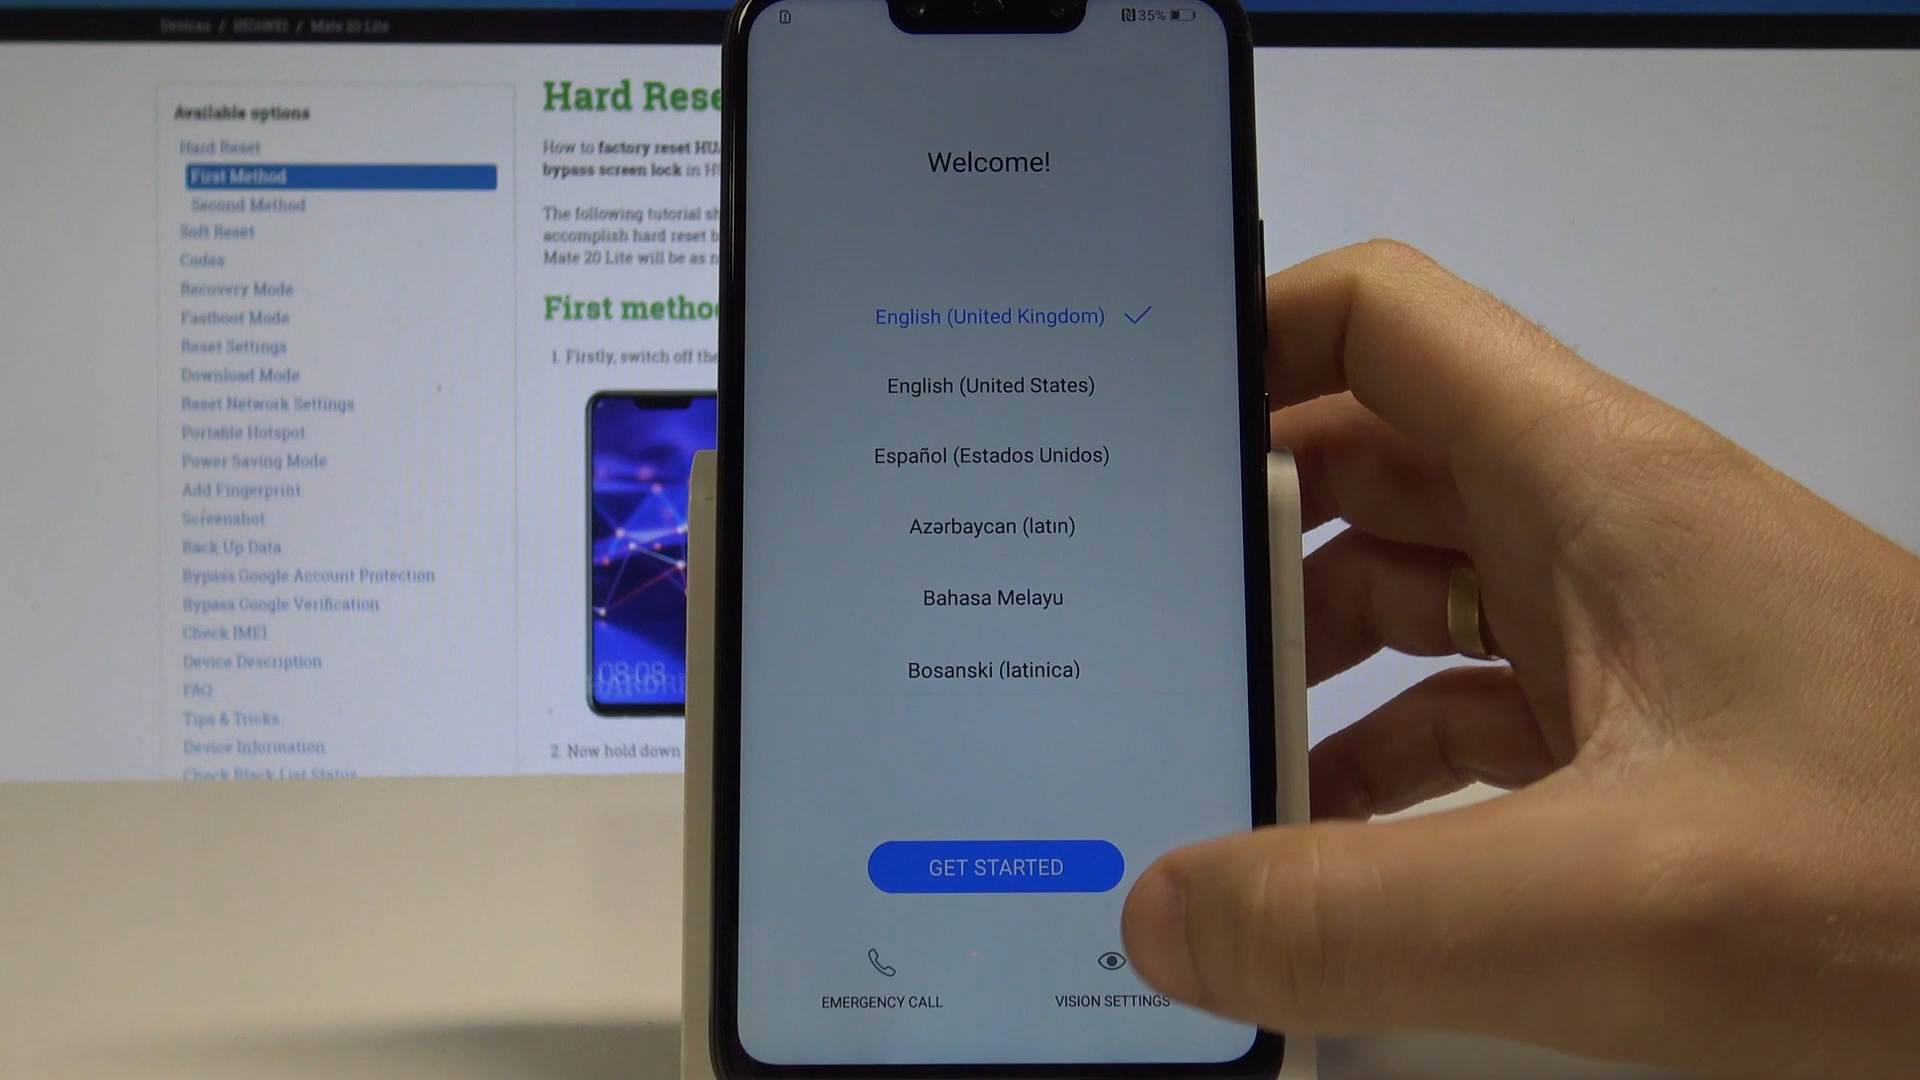 Devices / HUAWEI / Mate 20 Lite
Available options
Hard Reset
First Method
Second Method
Soft Reset
Codes
Recovery Mode
Fastboot Mode
Reset Settings
Download Mode
Reset Network Settings
Portable Hotspot
Power Saving Mode
Add Fingerprint
Screenshot
Back Up Data
Bypass Google Account Protection
Bypass Google Verification
Check IMEI
Device Description
FAQ
Tips & Tricks
Device Information
Check Black List Status
Hard Rese
How to factory reset HU
bypass screen lock in H
The following tutorial s
accomplish hard reset b
Mate 20 Lite will be as n
First metho
1. Firstly, switch off the
08:08
HARDRE
2. Now hold down
35%
Welcome!
English (United Kingdom)
English (United States)
Español (Estados Unidos)
Azərbaycan (latın)
Bahasa Melayu
Bosanski (latinica)
GET STARTED
EMERGENCY CALL
VISION SETTINGS